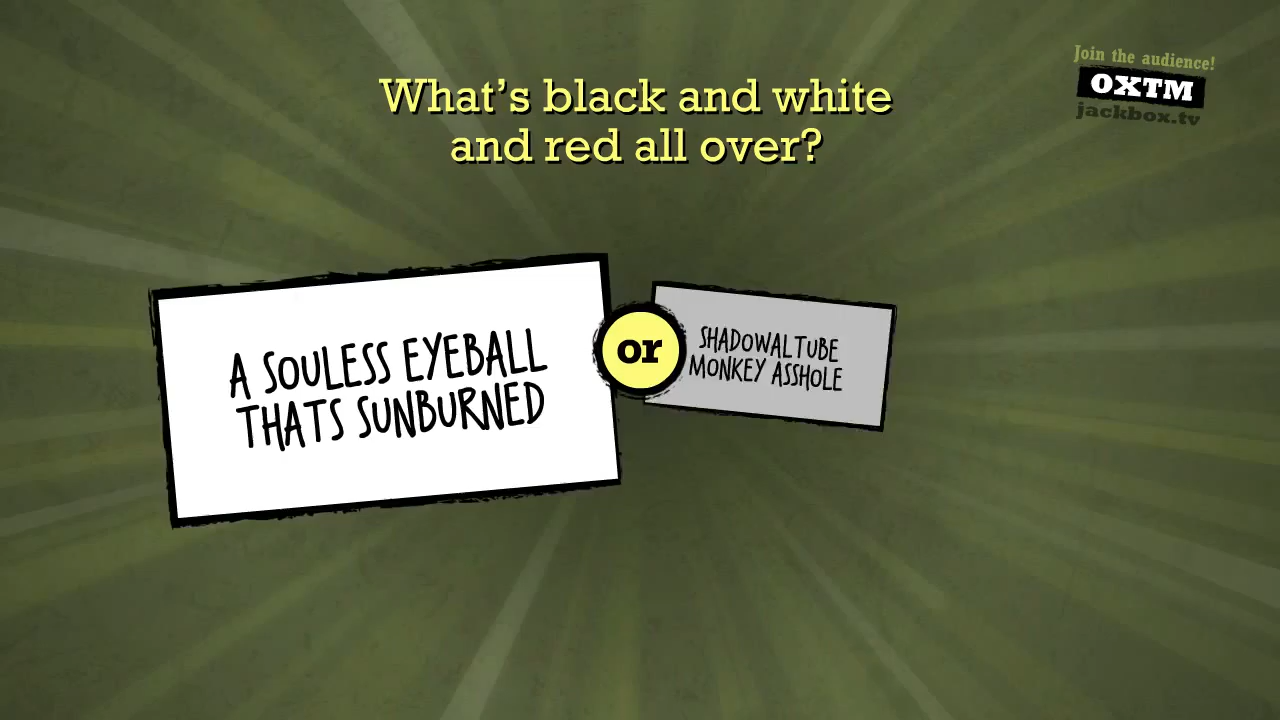 Join the audience!
OXTM
jackbox.tv
What's black and white
and red all over?
A SOULESS EYEBALL
THATS SUNBURNED
or
SHADOWALTUBE
MONKEY ASSHOLE